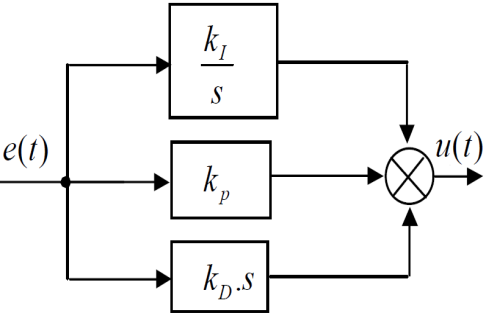 k_I
s
e(t)
u(t)
k_p
k_D.s